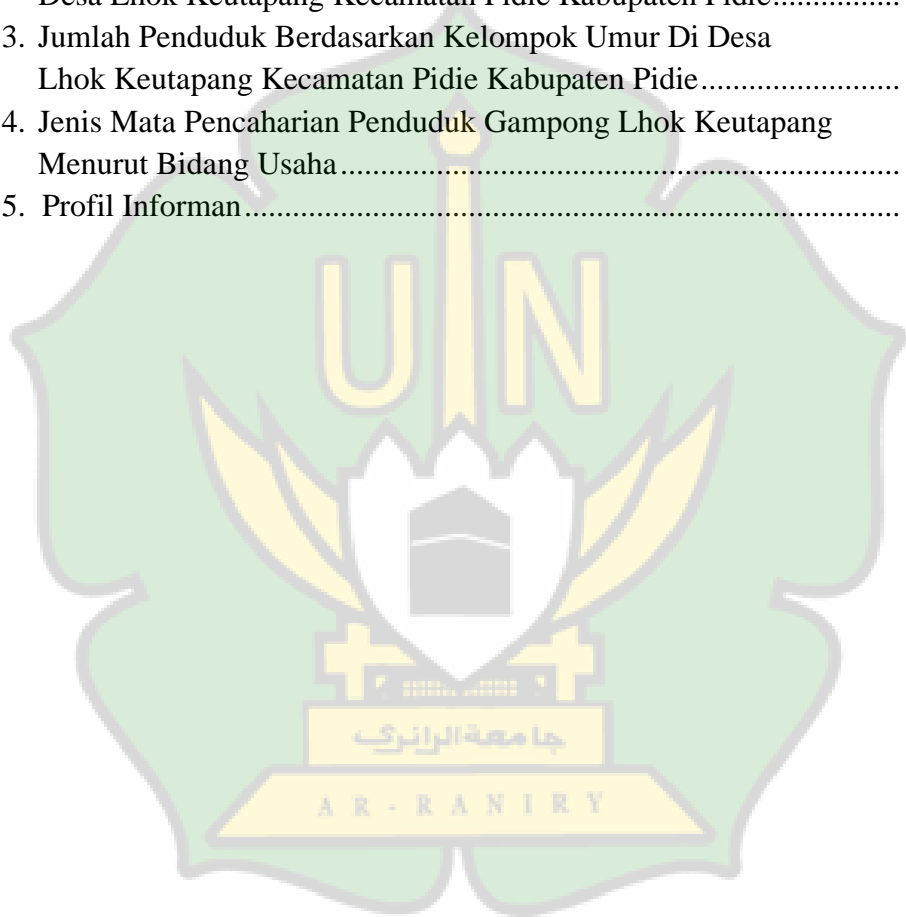 Desa Lhok Keutapang Kecamatan Pidie Kabupaten Pidie................
3. Jumlah Penduduk Berdasarkan Kelompok Umur Di Desa
Lhok Keutapang Kecamatan Pidie Kabupaten Pidie.........................
4. Jenis Mata Pencaharian Penduduk Gampong Lhok Keutapang
Menurut Bidang Usaha......................................................................
5. Profil Informan..................................................................................
UIN
جامعة الرانري
AR-RANIRY